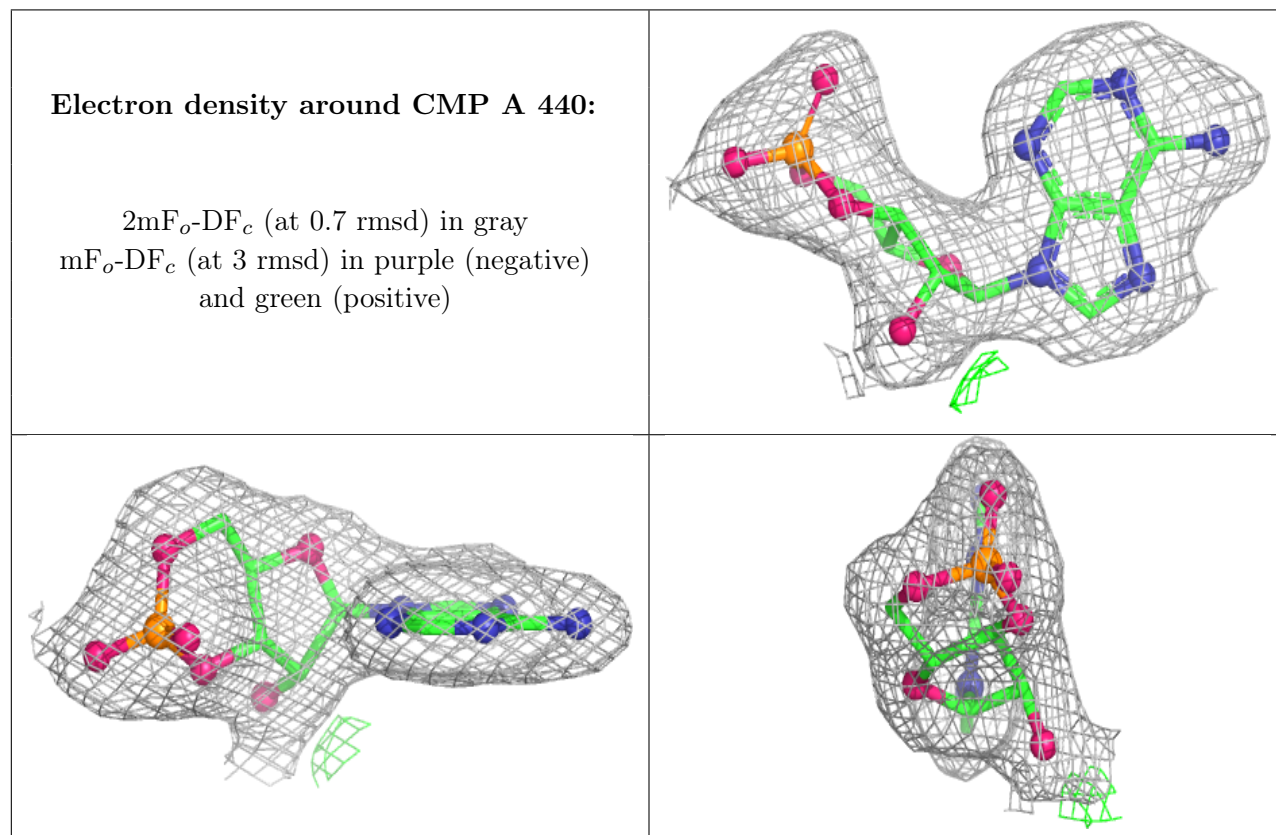 Electron density around CMP A 440:
2mFo-DFc (at 0.7 rmsd) in gray
mFo-DFc (at 3 rmsd) in purple (negative)
and green (positive)